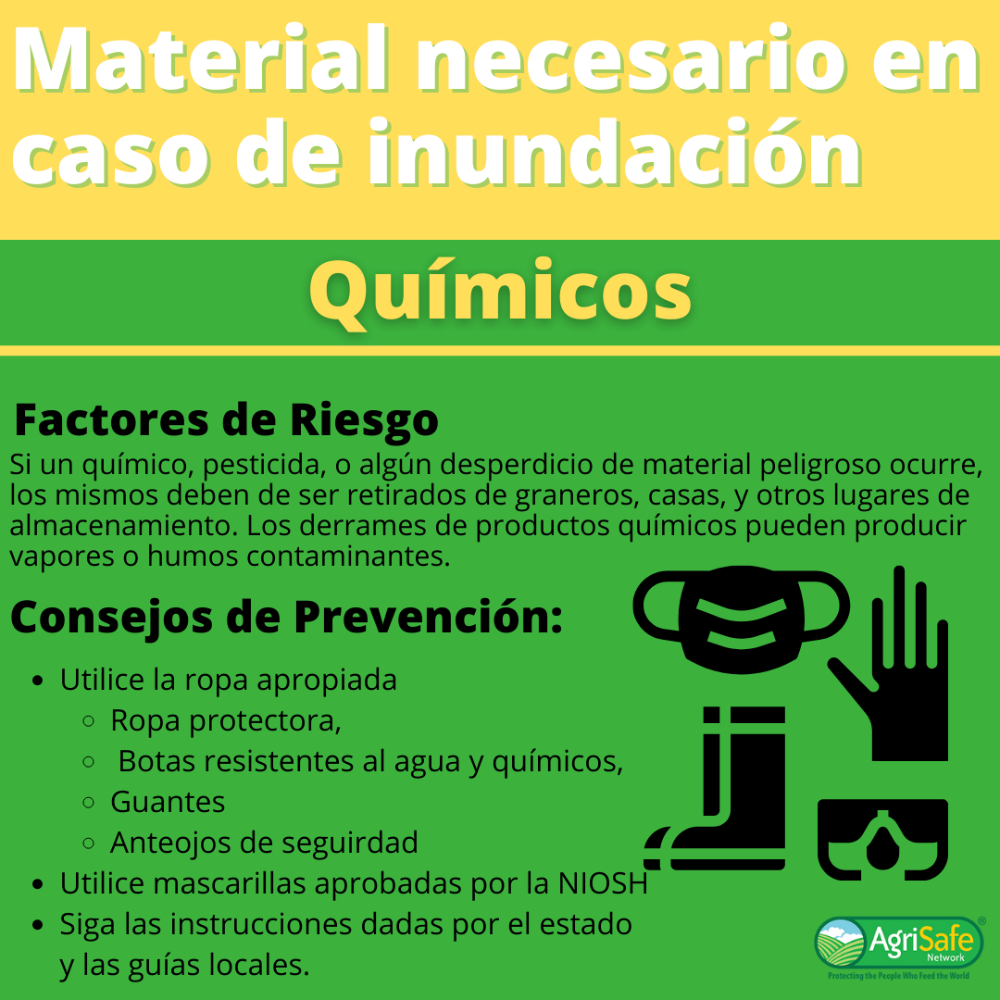 Material necesario en
caso de inundación
Químicos
Factores de Riesgo
Si un químico, pesticida, o algún desperdicio de material peligroso ocurre,
los mismos deben de ser retirados de graneros, casas, y otros lugares de
almacenamiento. Los derrames de productos químicos pueden producir
vapores o humos contaminantes.
Consejos de Prevención:
• Utilice la ropa apropiada
◦ Ropa protectora,
◦ Botas resistentes al agua y químicos,
◦ Guantes
◦ Anteojos de seguirdad
• Utilice mascarillas aprobadas por la NIOSH
• Siga las instrucciones dadas por el estado
y las guías locales.
AgriSafe®
Network
Protecting the People Who Feed the World